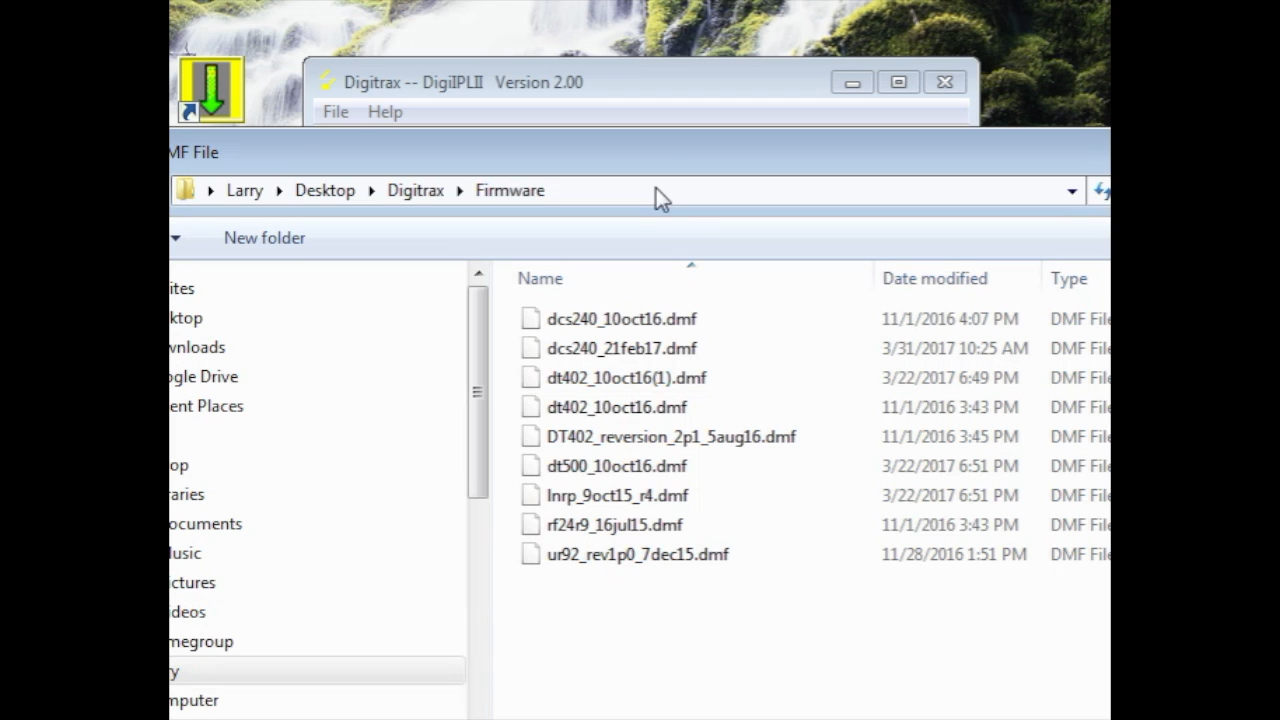 Digitrax -- DigiIPLII Version 2.00
File Help
MF File
Larry Desktop Digitrax Firmware
New folder
Name Date modified Type
ites
ktop
wnloads
ogle Drive
ent Places
op
raries
ocuments
usic
ictures
ideos
megroup
ry
mputer
dcs240_10oct16.dmf 11/1/2016 4:07 PM DMF File
dcs240_21feb17.dmf 3/31/2017 10:25 AM DMF File
dt402_10oct16(1).dmf 3/22/2017 6:49 PM DMF File
dt402_10oct16.dmf 11/1/2016 3:43 PM DMF File
DT402_reversion_2p1_5aug16.dmf 11/1/2016 3:45 PM DMF File
dt500_10oct16.dmf 3/22/2017 6:51 PM DMF File
lnrp_9oct15_r4.dmf 3/22/2017 6:51 PM DMF File
rf24r9_16jul15.dmf 11/1/2016 3:43 PM DMF File
ur92_rev1p0_7dec15.dmf 11/28/2016 1:51 PM DMF File